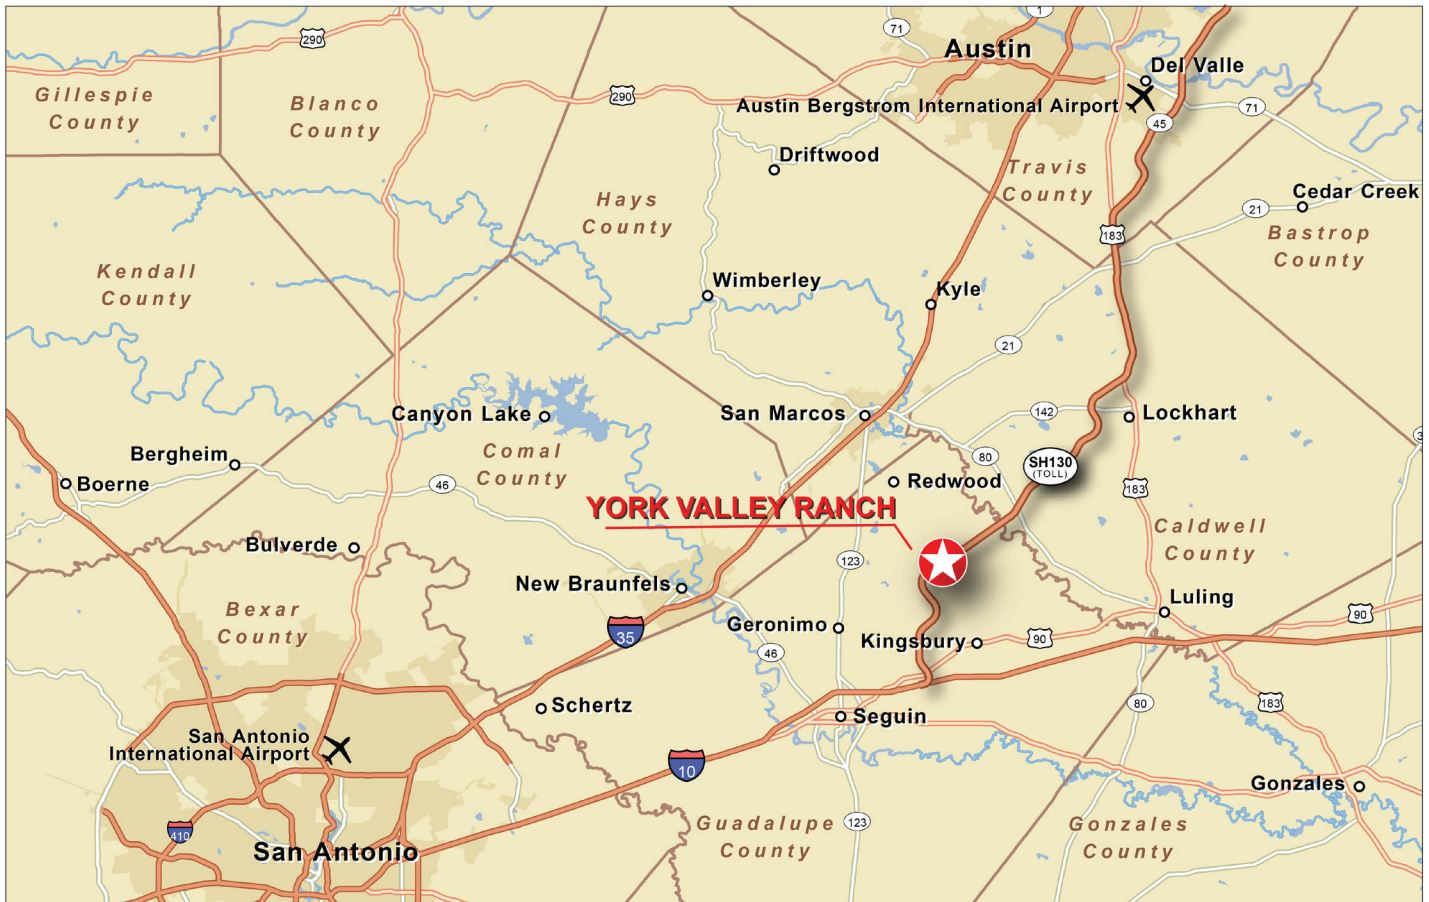 290
71
1
Austin
Del Valle
Gillespie
County
Blanco
County
290
Austin Bergstrom International Airport
71
45
Driftwood
Travis
County
Cedar Creek
Hays
County
21
183
Bastrop
County
Kendall
County
Wimberley
Kyle
21
Canyon Lake
San Marcos
142
Lockhart
Bergheim
Comal
County
80
SH130
(TOLL)
Boerne
46
Redwood
183
YORK VALLEY RANCH
Caldwell
County
Bulverde
123
New Braunfels
Bexar
County
Luling
Geronimo
35
Kingsbury
90
90
46
Schertz
Seguin
80
183
San Antonio
International Airport
10
Gonzales
410
San Antonio
Guadalupe
County
123
Gonzales
County